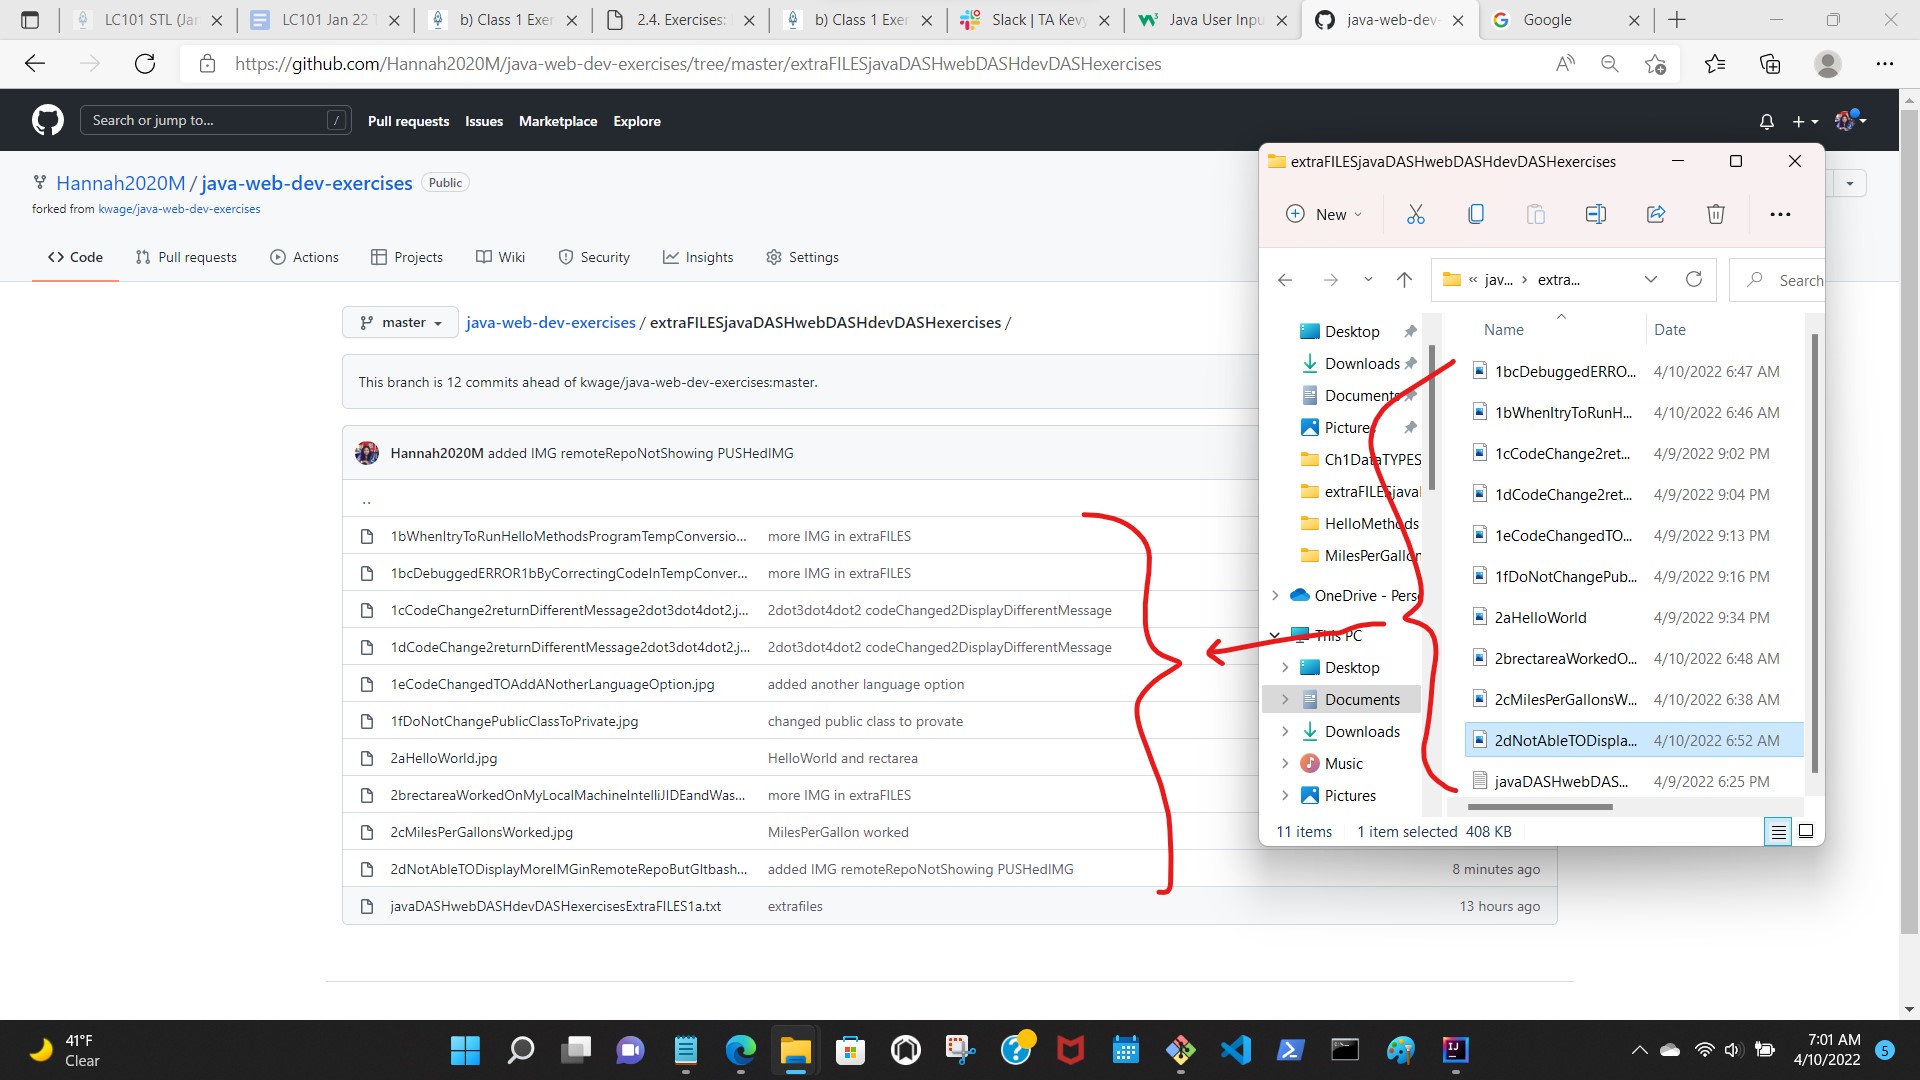 LC101 STL (Jan
LC101 Jan 22 T
b) Class 1 Exer
2.4. Exercises:
b) Class 1 Exer
Slack | TA Kevy
Java User Inpu
java-web-dev-
Google
https://github.com/Hannah2020M/java-web-dev-exercises/tree/master/extraFILESjavaDASHwebDASHdevDASHexercises
Search or jump to...
/
Pull requests
Issues
Marketplace
Explore
Hannah2020M / java-web-dev-exercises
Public
forked from kwage/java-web-dev-exercises
Code
Pull requests
Actions
Projects
Wiki
Security
Insights
Settings
master
java-web-dev-exercises / extraFILESjavaDASHwebDASHdevDASHexercises /
This branch is 12 commits ahead of kwage/java-web-dev-exercises:master.
Hannah2020M added IMG remoteRepoNotShowing PUSHedIMG
..
1bWhenItryToRunHelloMethodsProgramTempConversio... more IMG in extraFILES
1bcDebuggedERROR1bByCorrectingCodeInTempConver... more IMG in extraFILES
1cCodeChange2returnDifferentMessage2dot3dot4dot2.j... 2dot3dot4dot2 codeChanged2DisplayDifferentMessage
1dCodeChange2returnDifferentMessage2dot3dot4dot2.j... 2dot3dot4dot2 codeChanged2DisplayDifferentMessage
1eCodeChangedTOAddANotherLanguageOption.jpg added another language option
1fDoNotChangePublicClassToPrivate.jpg changed public class to provate
2aHelloWorld.jpg HelloWorld and rectarea
2brectareaWorkedOnMyLocalMachineIntelliJIDEandWas... more IMG in extraFILES
2cMilesPerGallonsWorked.jpg MilesPerGallon worked
2dNotAbleTODisplayMoreIMGinRemoteRepoButGItbash... added IMG remoteRepoNotShowing PUSHedIMG 8 minutes ago
javaDASHwebDASHdevDASHexercisesExtraFILES1a.txt extrafiles 13 hours ago
extraFILESjavaDASHwebDASHdevDASHexercises
New
« jav... › extra...
Search
Desktop
Downloads
Documents
Pictures
Ch1DataTYPES
extraFILESjaval
HelloMethods
MilesPerGallon
OneDrive - Pers
This PC
Desktop
Documents
Downloads
Music
Pictures
Name Date
1bcDebuggedERRO... 4/10/2022 6:47 AM
1bWhenItryToRunH... 4/10/2022 6:46 AM
1cCodeChange2ret... 4/9/2022 9:02 PM
1dCodeChange2ret... 4/9/2022 9:04 PM
1eCodeChangedTO... 4/9/2022 9:13 PM
1fDoNotChangePub... 4/9/2022 9:16 PM
2aHelloWorld 4/9/2022 9:34 PM
2brectareaWorkedO... 4/10/2022 6:48 AM
2cMilesPerGallonsW... 4/10/2022 6:38 AM
2dNotAbleTODispla... 4/10/2022 6:52 AM
javaDASHwebDAS... 4/9/2022 6:25 PM
11 items 1 item selected 408 KB
41°F
Clear
7:01 AM
4/10/2022
5